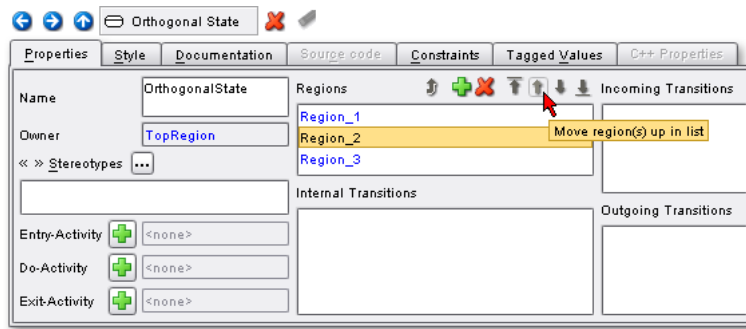 Orthogonal State
Properties Style Documentation Source code Constraints Tagged Values C++ Properties
Name OrthogonalState
Owner TopRegion
« » Stereotypes ...
Entry-Activity <none>
Do-Activity <none>
Exit-Activity <none>
Regions
Region_1
Region_2
Region_3
Move region(s) up in list
Internal Transitions
Incoming Transitions
Outgoing Transitions